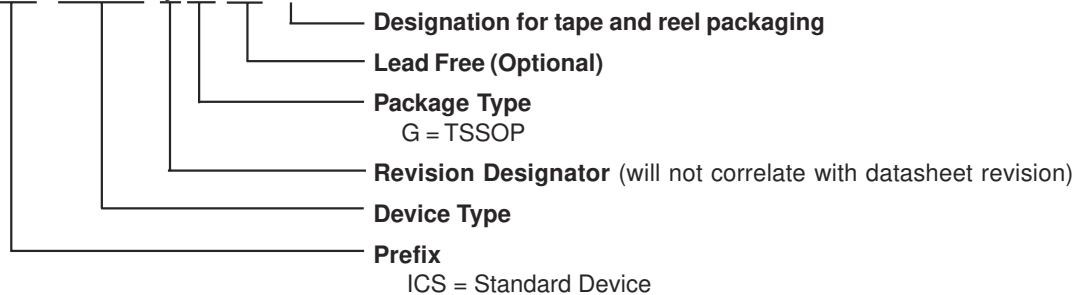 Designation for tape and reel packaging
Lead Free (Optional)
Package Type
G = TSSOP
Revision Designator (will not correlate with datasheet revision)
Device Type
Prefix
ICS = Standard Device